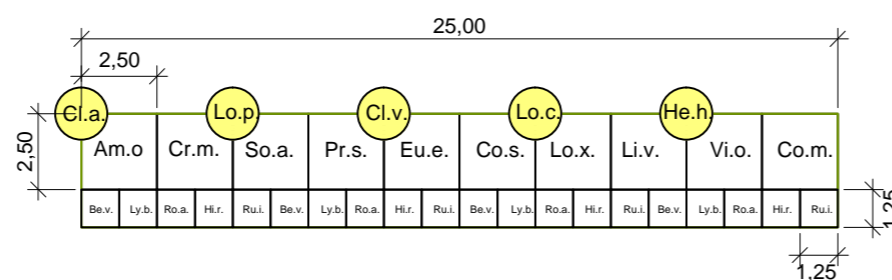 25,00
2,50
Cl.a. Lo.p. Cl.v. Lo.c. He.h.
2,50
Am.o Cr.m. So.a. Pr.s. Eu.e. Co.s. Lo.x. Li.v. Vi.o. Co.m.
Be.v. Ly.b. Ro.a. Hi.r. Ru.i. Be.v. Ly.b. Ro.a. Hi.r. Ru.i. Be.v. Ly.b. Ro.a. Hi.r. Ru.i. Be.v. Ly.b. Ro.a. Hi.r. Ru.i.
1,25
1,25